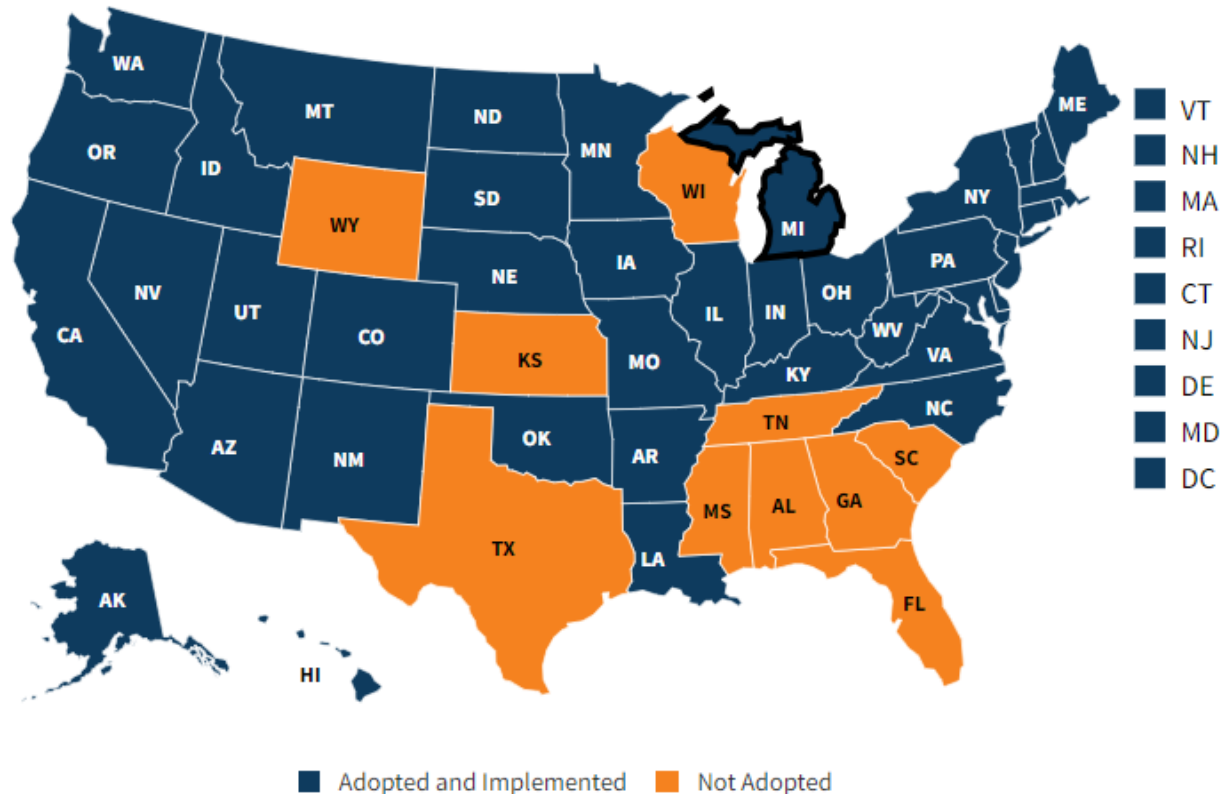 WA
MT
ND
MN
ME
OR
ID
SD
WI
MI
NY
WY
IA
PA
NE
NV
UT
CO
IL
IN
OH
WV
VA
CA
KS
MO
KY
NC
TN
AZ
NM
OK
AR
SC
MS
AL
GA
TX
LA
FL
AK
HI
VT
NH
MA
RI
CT
NJ
DE
MD
DC
Adopted and Implemented
Not Adopted